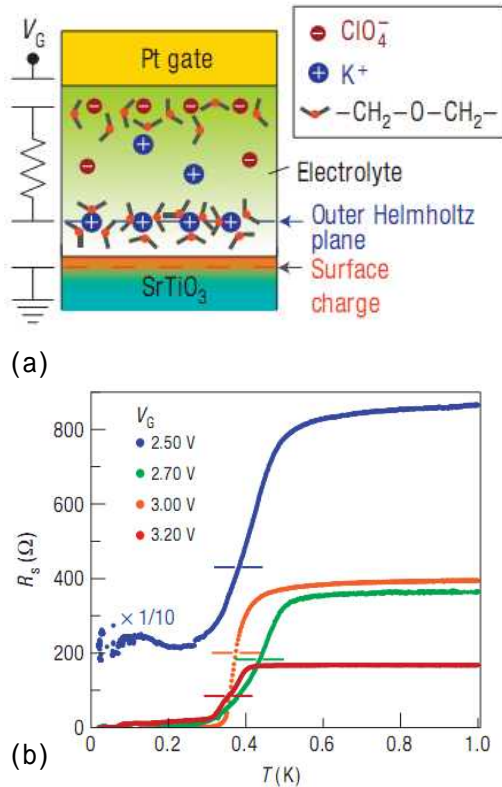 V_G
Pt gate
ClO₄⁻
K⁺
–CH₂–O–CH₂–
Electrolyte
Outer Helmholtz
plane
Surface
charge
SrTiO₃
(a)
V_G
2.50 V
2.70 V
3.00 V
3.20 V
× 1/10
800
600
400
200
0
R_s (Ω)
0 0.2 0.4 0.6 0.8 1.0
T (K)
(b)